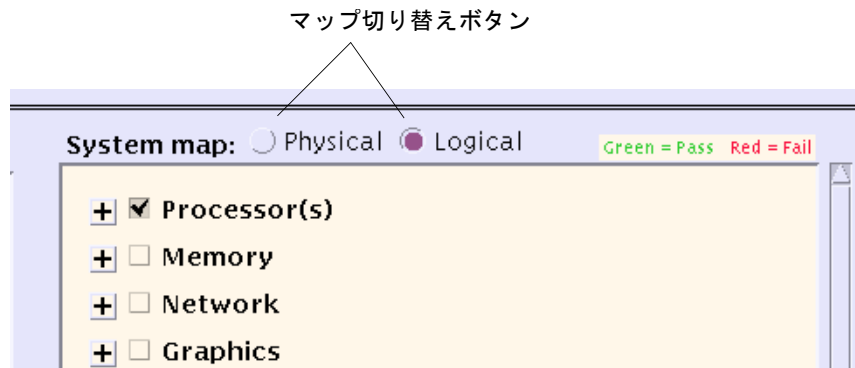 マップ切り替えボタン
System map: Physical Logical Green = Pass Red = Fail
Processor(s)
Memory
Network
Graphics